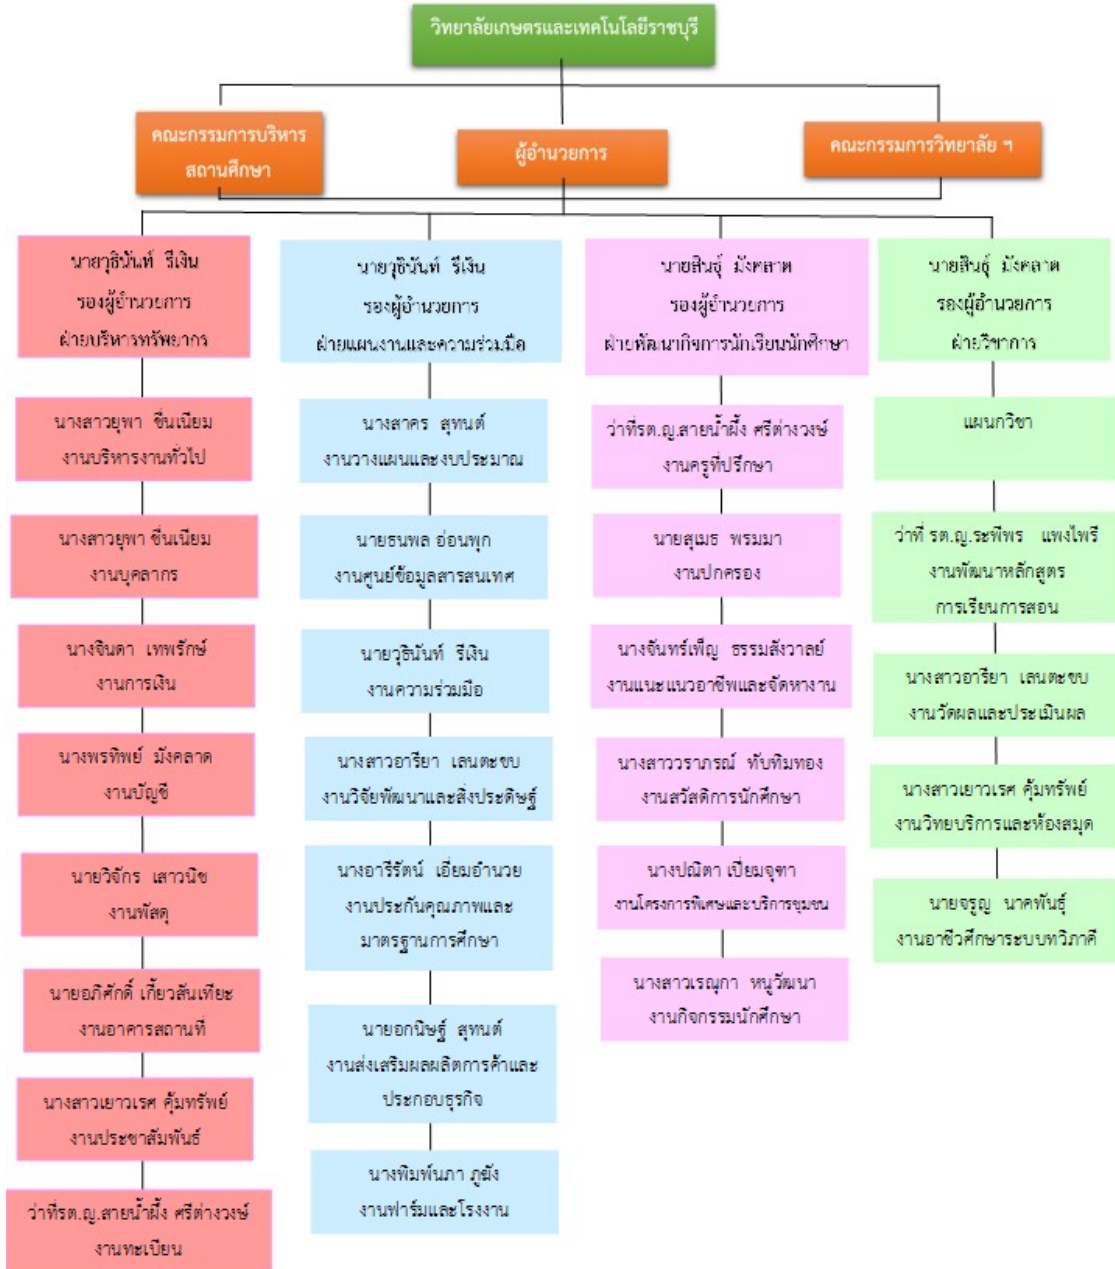 วิทยาลัยเกษตรและเทคโนโลยีราชบุรี
คณะกรรมการบริหาร
สถานศึกษา
ผู้อำนวยการ
คณะกรรมการวิทยาลัย ฯ
นายวุธินันท์ รีเงิน
รองผู้อำนวยการ
ฝ่ายบริหารทรัพยากร
นางสาวยุพา ชื่นเนียม
งานบริหารงานทั่วไป
นางสาวยุพา ชื่นเนียม
งานบุคลากร
นางจินดา เทพรักษ์
งานการเงิน
นางพรทิพย์ มังคลาด
งานบัญชี
นายวิจักร เสาวนิช
งานพัสดุ
นายอภิศักดิ์ เกี้ยวสันเทียะ
งานอาคารสถานที่
นางสาวเยาวเรศ คุ้มทรัพย์
งานประชาสัมพันธ์
ว่าที่รต.ญ.สายน้ำผึ้ง ศรีต่างวงษ์
งานทะเบียน
นายวุธินันท์ รีเงิน
รองผู้อำนวยการ
ฝ่ายแผนงานและความร่วมมือ
นางสาคร สุทนต์
งานวางแผนและงบประมาณ
นายธนพล อ่อนพุก
งานศูนย์ข้อมูลสารสนเทศ
นายวุธินันท์ รีเงิน
งานความร่วมมือ
นางสาวอารียา เลนตะขบ
งานวิจัยพัฒนาและสิ่งประดิษฐ์
นางอารีรัตน์ เอี่ยมอำนวย
งานประกันคุณภาพและ
มาตรฐานการศึกษา
นายอกนิษฐ์ สุทนต์
งานส่งเสริมผลผลิตการค้าและ
ประกอบธุรกิจ
นางพิมพ์นภา ภูฆัง
งานฟาร์มและโรงงาน
นายสินธุ์ มังคลาด
รองผู้อำนวยการ
ฝ่ายพัฒนากิจการนักเรียนนักศึกษา
ว่าที่รต.ญ.สายน้ำผึ้ง ศรีต่างวงษ์
งานครูที่ปรึกษา
นายสุเมธ พรมมา
งานปกครอง
นางจันทร์เพ็ญ ธรรมสังวาลย์
งานแนะแนวอาชีพและจัดหางาน
นางสาววราภรณ์ ทับทิมทอง
งานสวัสดิการนักศึกษา
นางปณิตา เปี่ยมจุฑา
งานโครงการพิเศษและบริการชุมชน
นางสาวเรณุกา หนูวัฒนา
งานกิจกรรมนักศึกษา
นายสินธุ์ มังคลาด
รองผู้อำนวยการ
ฝ่ายวิชาการ
แผนกวิชา
ว่าที่ รต.ญ.ระพีพร แพงไพรี
งานพัฒนาหลักสูตร
การเรียนการสอน
นางสาวอารียา เลนตะขบ
งานวัดผลและประเมินผล
นางสาวเยาวเรศ คุ้มทรัพย์
งานวิทยบริการและห้องสมุด
นายจรูญ นาคพันธุ์
งานอาชีวศึกษาระบบทวิภาคี